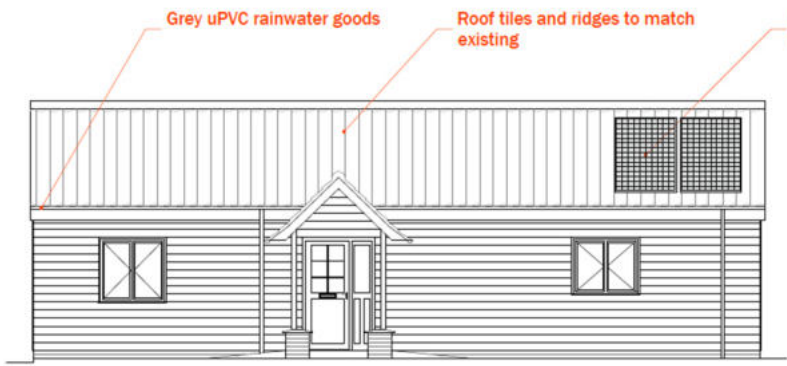 Grey uPVC rainwater goods
Roof tiles and ridges to match
existing